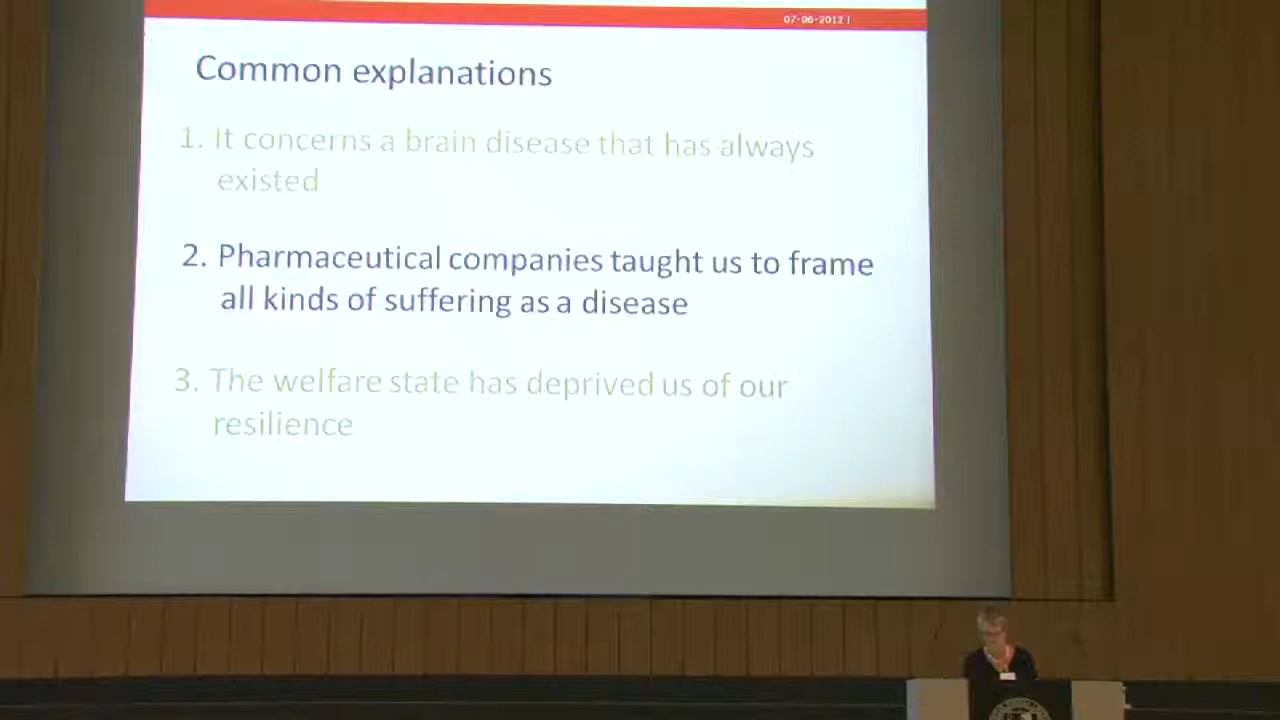 07-06-2012 |
Common explanations
1. It concerns a brain disease that has always
existed
2. Pharmaceutical companies taught us to frame
all kinds of suffering as a disease
3. The welfare state has deprived us of our
resilience